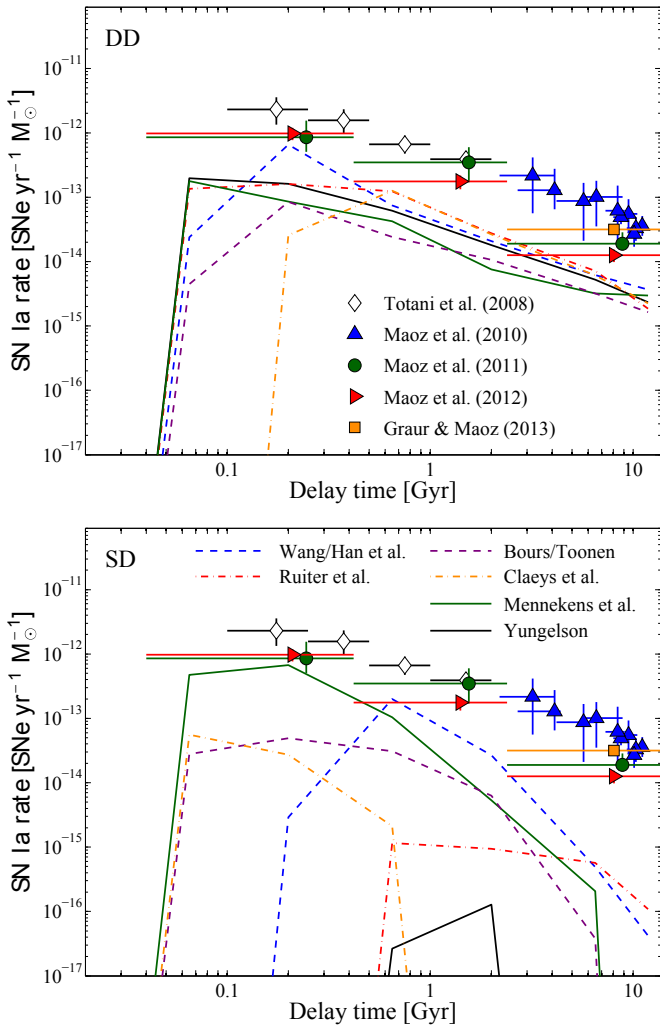 DD
10⁻¹¹
10⁻¹²
10⁻¹³
10⁻¹⁴
10⁻¹⁵
10⁻¹⁶
10⁻¹⁷
SN Ia rate [SNe yr⁻¹ M⊙⁻¹]
Totani et al. (2008)
Maoz et al. (2010)
Maoz et al. (2011)
Maoz et al. (2012)
Graur & Maoz (2013)
0.1 1 10
Delay time [Gyr]
SD
Wang/Han et al.
Ruiter et al.
Bours/Toonen
Claeys et al.
Mennekens et al.
Yungelson
10⁻¹¹
10⁻¹²
10⁻¹³
10⁻¹⁴
10⁻¹⁵
10⁻¹⁶
10⁻¹⁷
SN Ia rate [SNe yr⁻¹ M⊙⁻¹]
0.1 1 10
Delay time [Gyr]